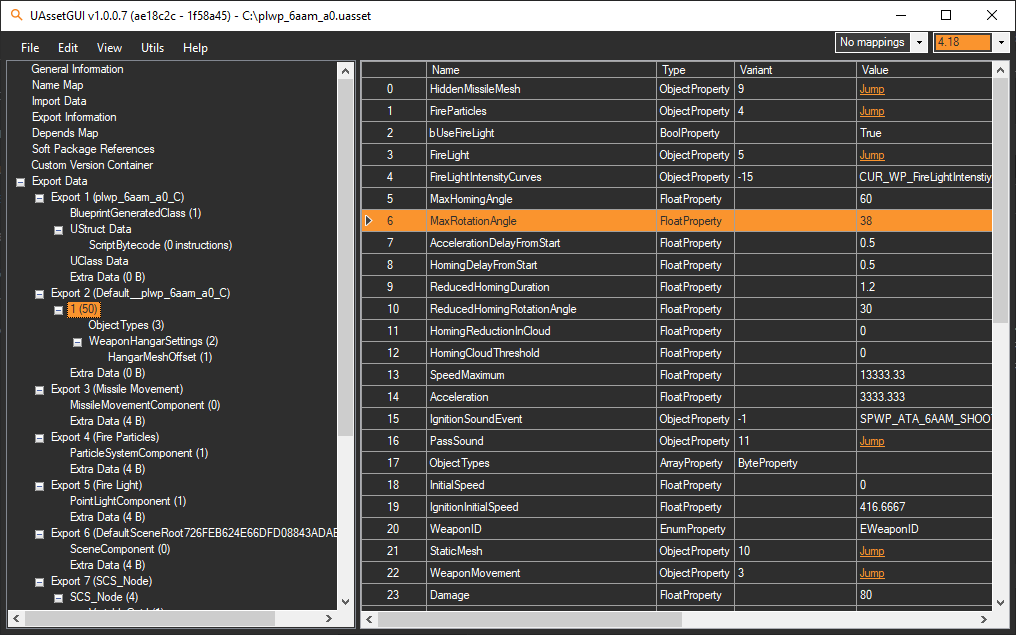 UAssetGUI v1.0.0.7 (ae18c2c - 1f58a45) - C:\plwp_6aam_a0.uasset
File Edit View Utils Help No mappings 4.18
General Information
Name Map
Import Data
Export Information
Depends Map
Soft Package References
Custom Version Container
Export Data
Export 1 (plwp_6aam_a0_C)
BlueprintGeneratedClass (1)
UStruct Data
ScriptBytecode (0 instructions)
UClass Data
Extra Data (0 B)
Export 2 (Default__plwp_6aam_a0_C)
1 (50)
ObjectTypes (3)
WeaponHangarSettings (2)
HangarMeshOffset (1)
Extra Data (0 B)
Export 3 (Missile Movement)
MissileMovementComponent (0)
Extra Data (4 B)
Export 4 (Fire Particles)
ParticleSystemComponent (1)
Extra Data (4 B)
Export 5 (Fire Light)
PointLightComponent (1)
Extra Data (4 B)
Export 6 (DefaultSceneRoot726FEB624E66DFD08843ADAE
SceneComponent (0)
Extra Data (4 B)
Export 7 (SCS_Node)
SCS_Node (4)
Name Type Variant Value
0 HiddenMissileMesh ObjectProperty 9 Jump
1 FireParticles ObjectProperty 4 Jump
2 bUseFireLight BoolProperty True
3 FireLight ObjectProperty 5 Jump
4 FireLightIntensityCurves ObjectProperty -15 CUR_WP_FireLightIntenstiy
5 MaxHomingAngle FloatProperty 60
6 MaxRotationAngle FloatProperty 38
7 AccelerationDelayFromStart FloatProperty 0.5
8 HomingDelayFromStart FloatProperty 0.5
9 ReducedHomingDuration FloatProperty 1.2
10 ReducedHomingRotationAngle FloatProperty 30
11 HomingReductionInCloud FloatProperty 0
12 HomingCloudThreshold FloatProperty 0
13 SpeedMaximum FloatProperty 13333.33
14 Acceleration FloatProperty 3333.333
15 IgnitionSoundEvent ObjectProperty -1 SPWP_ATA_6AAM_SHOO
16 PassSound ObjectProperty 11 Jump
17 ObjectTypes ArrayProperty ByteProperty
18 InitialSpeed FloatProperty 0
19 IgnitionInitialSpeed FloatProperty 416.6667
20 WeaponID EnumProperty EWeaponID
21 StaticMesh ObjectProperty 10 Jump
22 WeaponMovement ObjectProperty 3 Jump
23 Damage FloatProperty 80